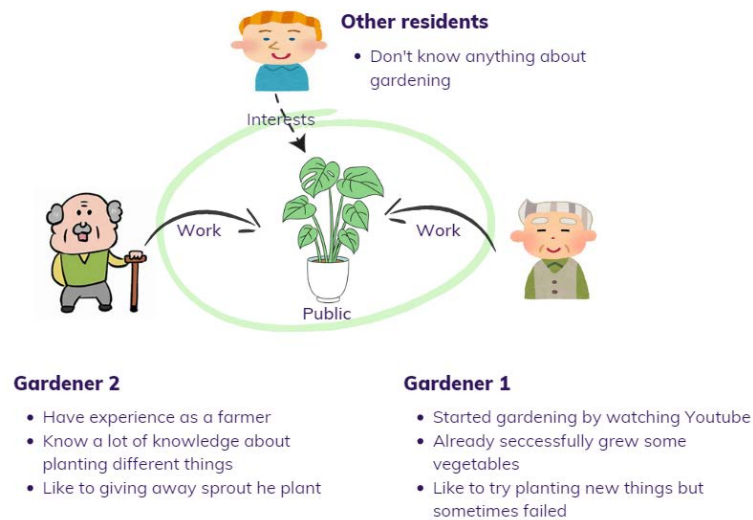 Other residents
• Don't know anything about
gardening
Interests
Work
Work
Public
Gardener 2
• Have experience as a farmer
• Know a lot of knowledge about
planting different things
• Like to giving away sprout he plant
Gardener 1
• Started gardening by watching Youtube
• Already seccessfully grew some
vegetables
• Like to try planting new things but
sometimes failed